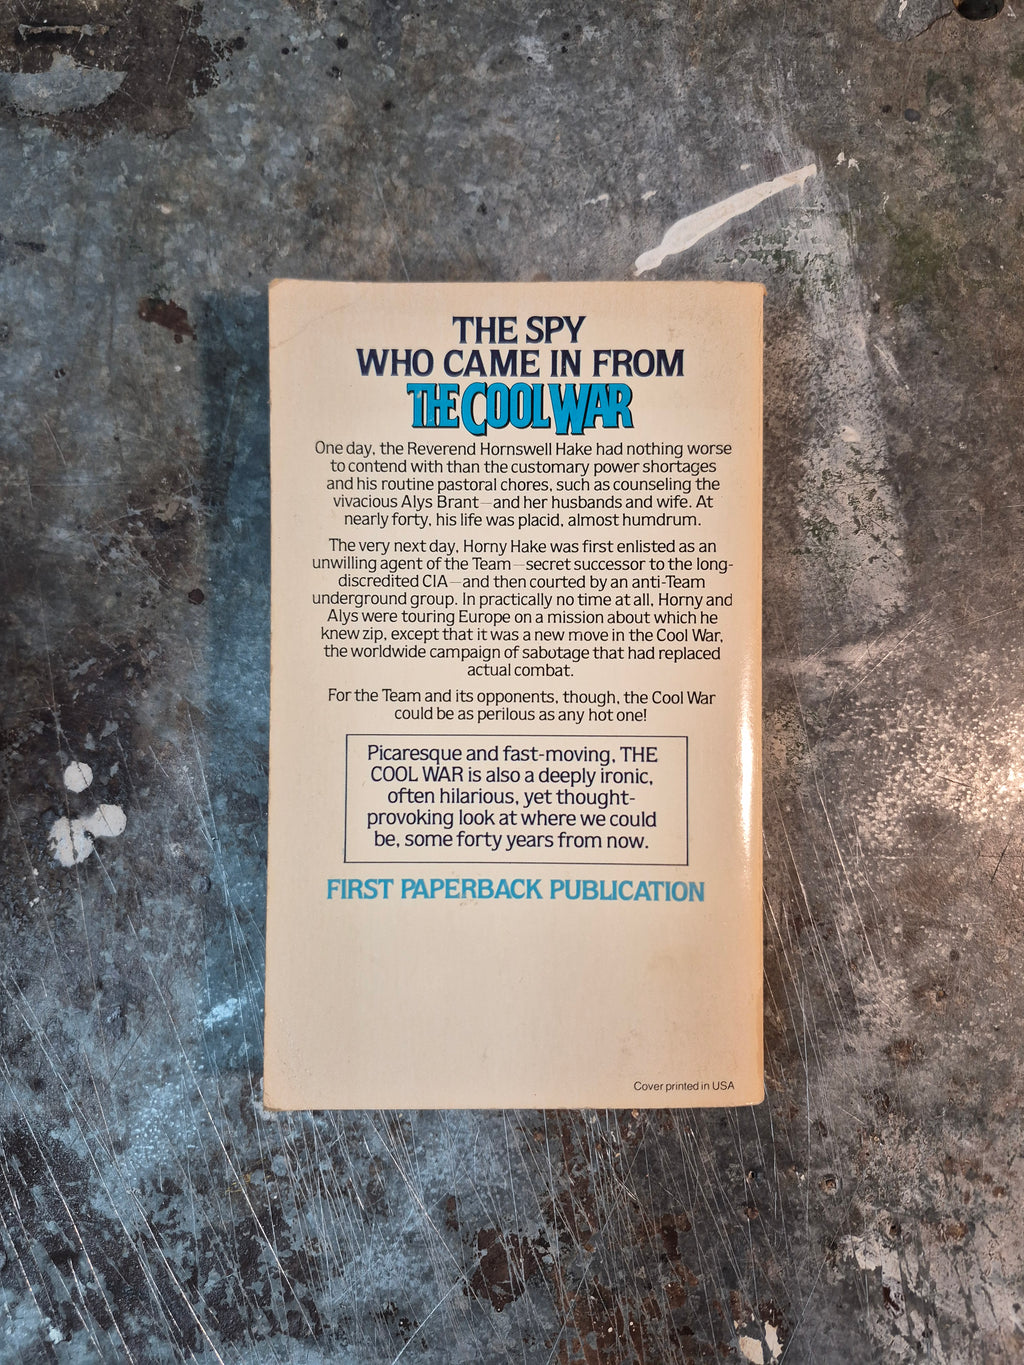 THE SPY
WHO CAME IN FROM
THE COOL WAR
One day, the Reverend Hornswell Hake had nothing worse
to contend with than the customary power shortages
and his routine pastoral chores, such as counseling the
vivacious Alys Brant—and her husbands and wife. At
nearly forty, his life was placid, almost humdrum.
The very next day, Horny Hake was first enlisted as an
unwilling agent of the Team—secret successor to the long-
discredited CIA—and then courted by an anti-Team
underground group. In practically no time at all, Horny and
Alys were touring Europe on a mission about which he
knew zip, except that it was a new move in the Cool War,
the worldwide campaign of sabotage that had replaced
actual combat.
For the Team and its opponents, though, the Cool War
could be as perilous as any hot one!
Picaresque and fast-moving, THE
COOL WAR is also a deeply ironic,
often hilarious, yet thought-
provoking look at where we could
be, some forty years from now.
FIRST PAPERBACK PUBLICATION
Cover printed in USA